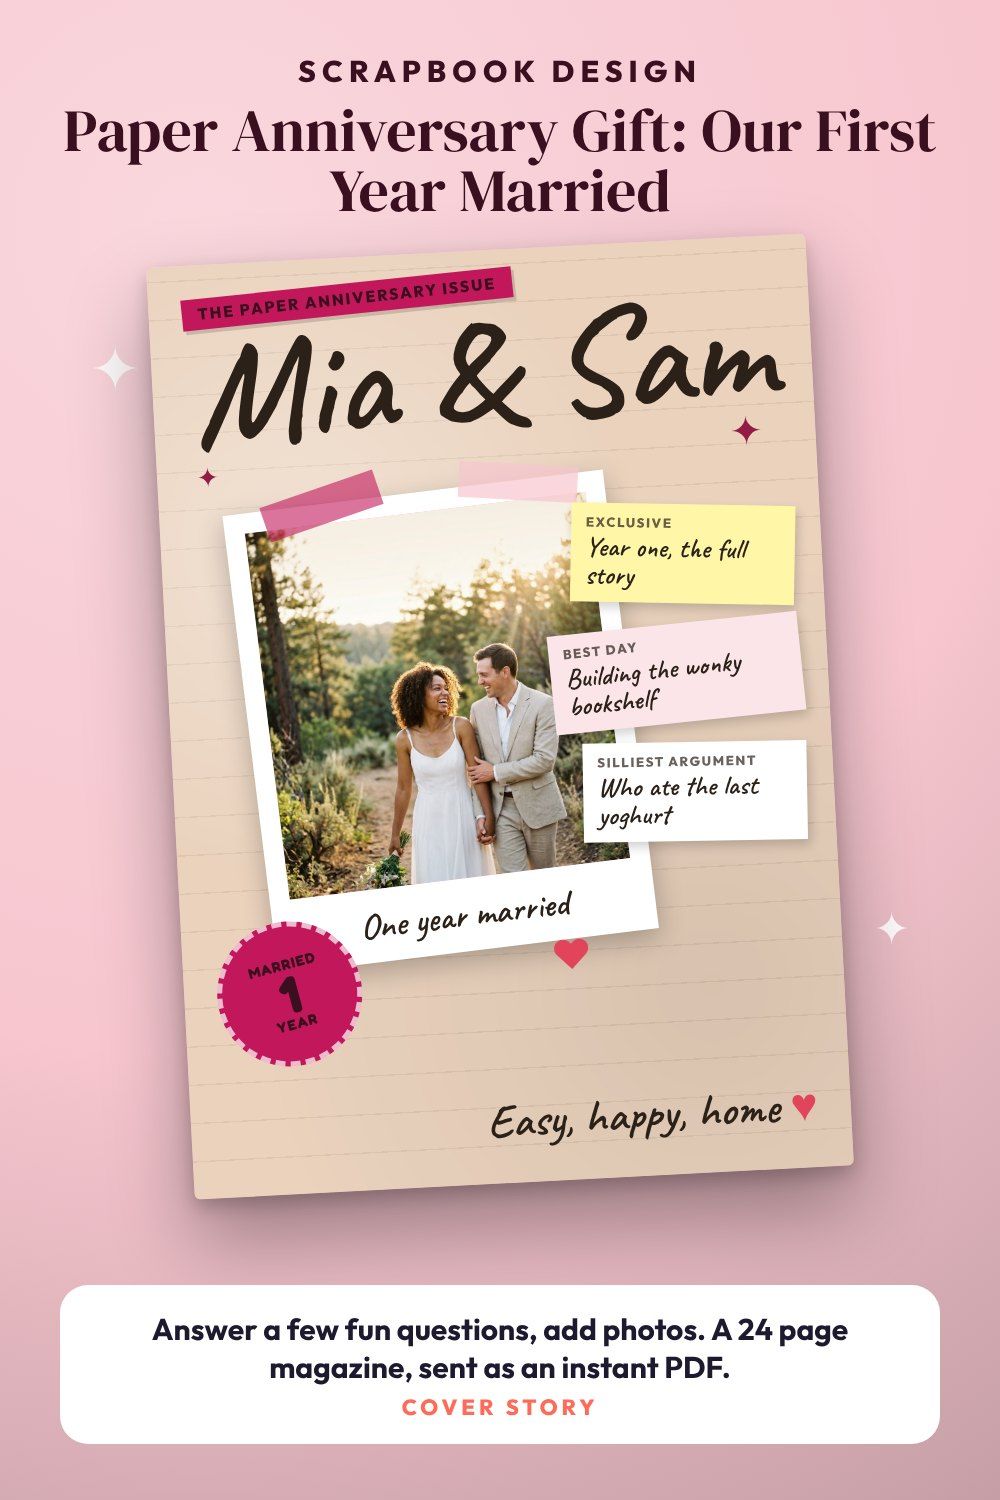 SCRAPBOOK DESIGN
Paper Anniversary Gift: Our First
Year Married
THE PAPER ANNIVERSARY ISSUE
Mia & Sam
EXCLUSIVE
Year one, the full
story
BEST DAY
Building the wonky
bookshelf
SILLIEST ARGUMENT
Who ate the last
yoghurt
One year married
MARRIED
1
YEAR
Easy, happy, home ♥
Answer a few fun questions, add photos. A 24 page
magazine, sent as an instant PDF.
COVER STORY